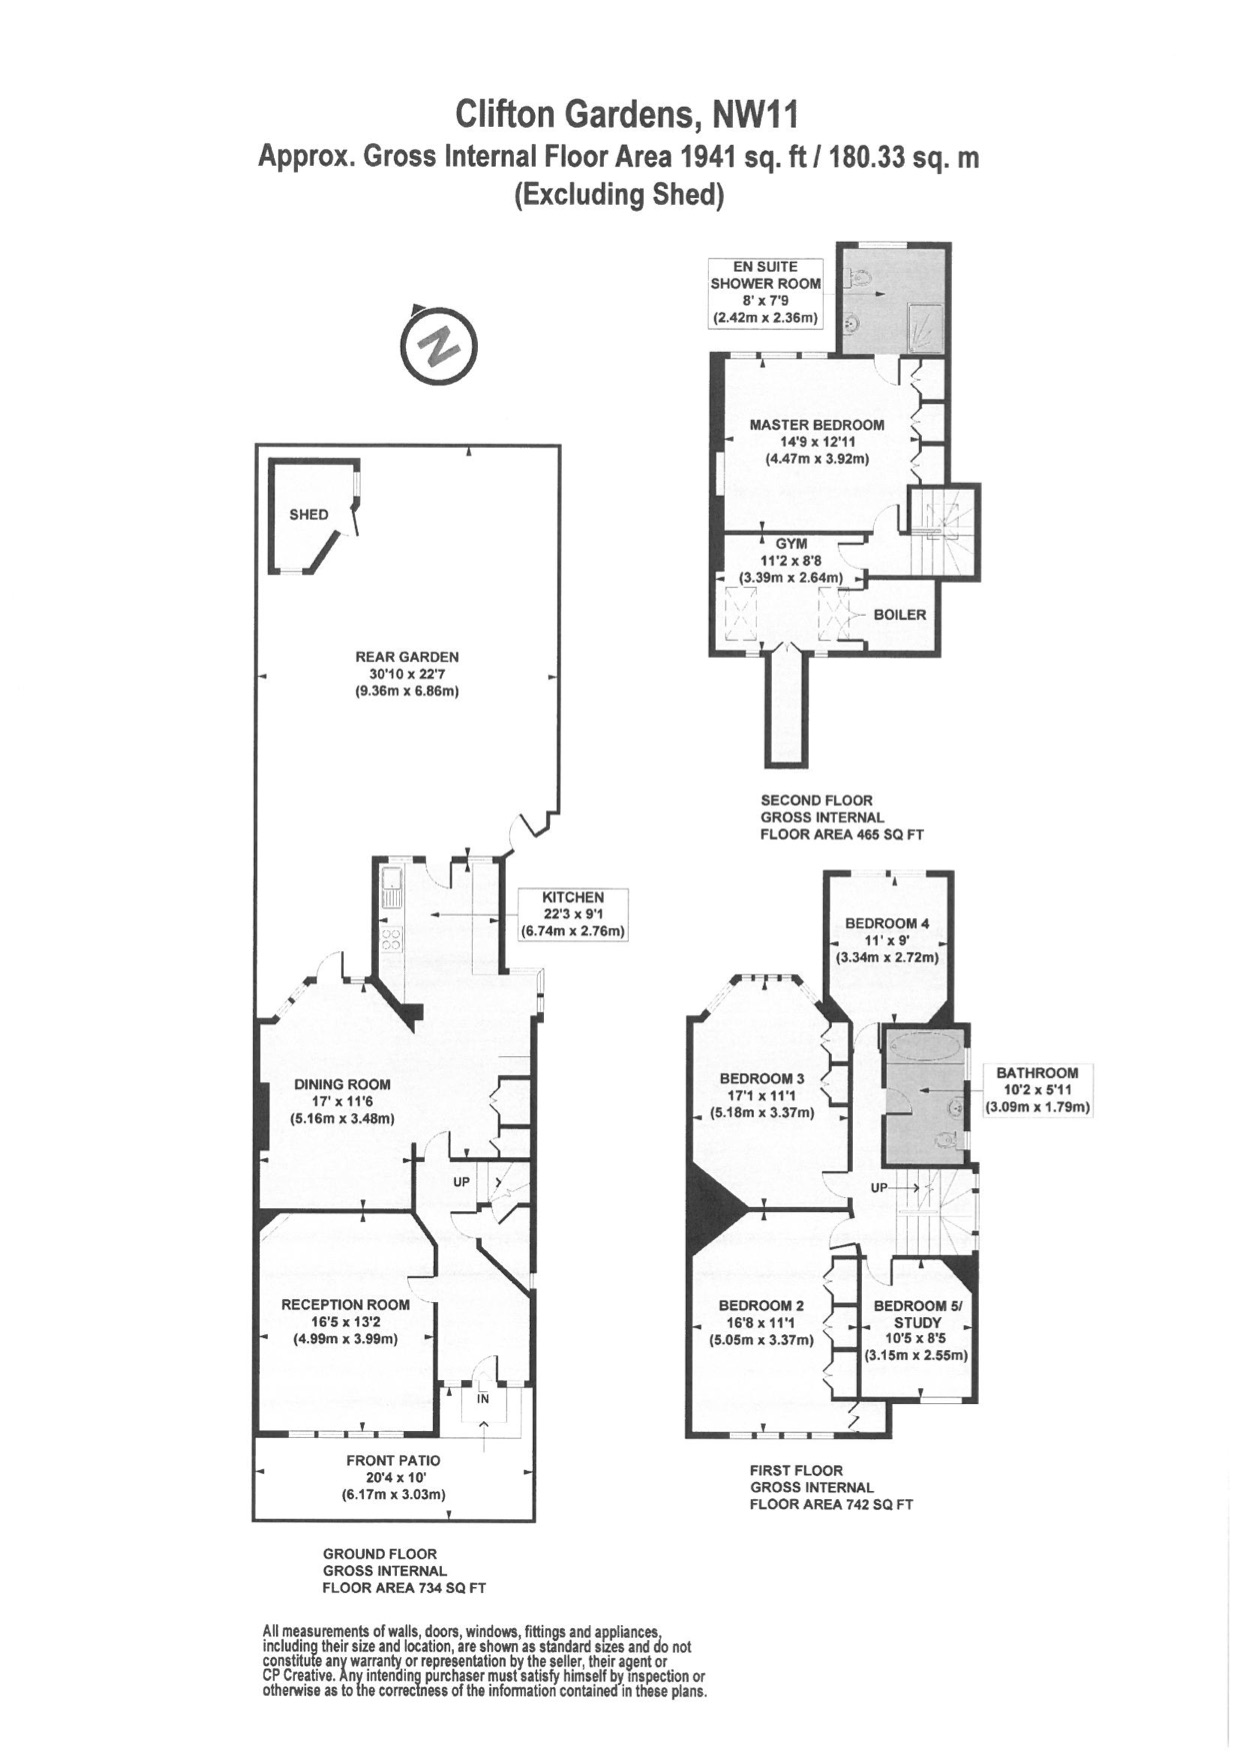 Clifton Gardens, NW11
Approx. Gross Internal Floor Area 1941 sq. ft / 180.33 sq. m
(Excluding Shed)
N
EN SUITE
SHOWER ROOM
8' x 7'9
(2.42m x 2.36m)
MASTER BEDROOM
14'9 x 12'11
(4.47m x 3.92m)
GYM
11'2 x 8'8
(3.39m x 2.64m)
BOILER
SECOND FLOOR
GROSS INTERNAL
FLOOR AREA 465 SQ FT
SHED
REAR GARDEN
30'10 x 22'7
(9.36m x 6.86m)
KITCHEN
22'3 x 9'1
(6.74m x 2.76m)
DINING ROOM
17' x 11'6
(5.16m x 3.48m)
UP
RECEPTION ROOM
16'5 x 13'2
(4.99m x 3.99m)
IN
FRONT PATIO
20'4 x 10'
(6.17m x 3.03m)
GROUND FLOOR
GROSS INTERNAL
FLOOR AREA 734 SQ FT
BEDROOM 4
11' x 9'
(3.34m x 2.72m)
BEDROOM 3
17'1 x 11'1
(5.18m x 3.37m)
BATHROOM
10'2 x 5'11
(3.09m x 1.79m)
UP
BEDROOM 2
16'8 x 11'1
(5.05m x 3.37m)
BEDROOM 5/
STUDY
10'5 x 8'5
(3.15m x 2.55m)
FIRST FLOOR
GROSS INTERNAL
FLOOR AREA 742 SQ FT
All measurements of walls, doors, windows, fittings and appliances,
including their size and location, are shown as standard sizes and do not
constitute any warranty or representation by the seller, their agent or
CP Creative. Any intending purchaser must satisfy himself by inspection or
otherwise as to the correctness of the information contained in these plans.